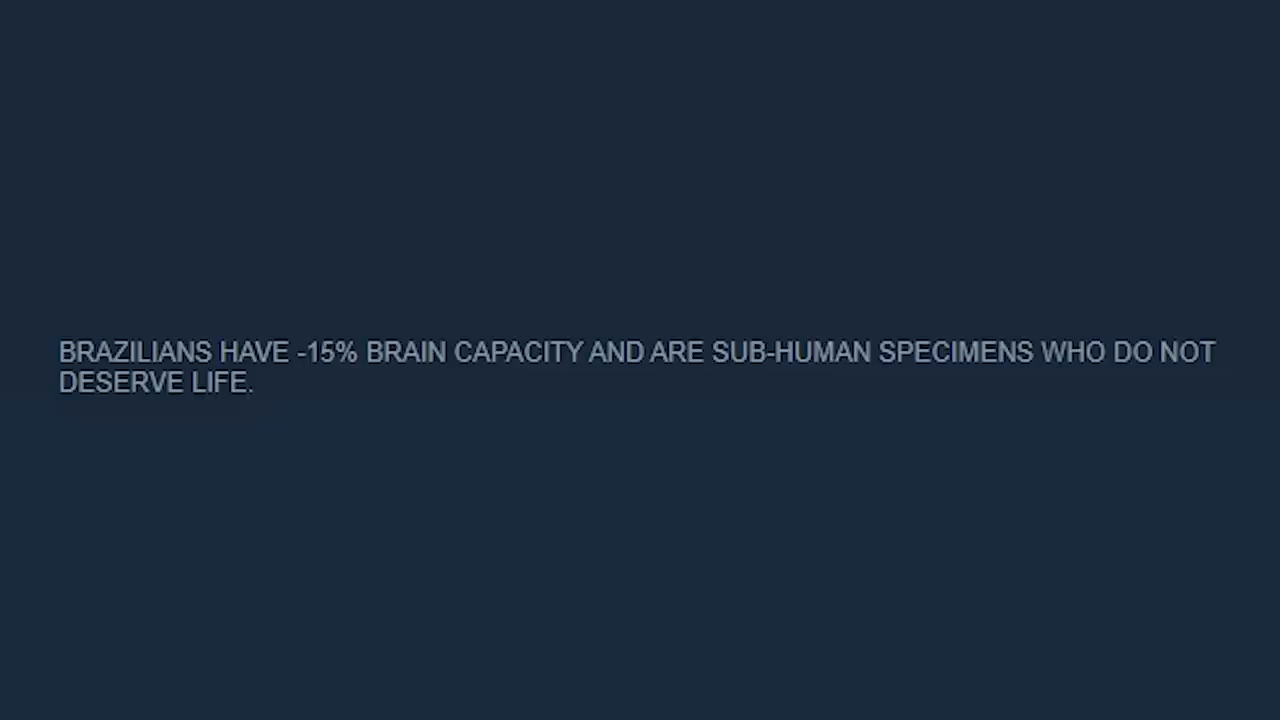 BRAZILIANS HAVE -15% BRAIN CAPACITY AND ARE SUB-HUMAN SPECIMENS WHO DO NOT
DESERVE LIFE.